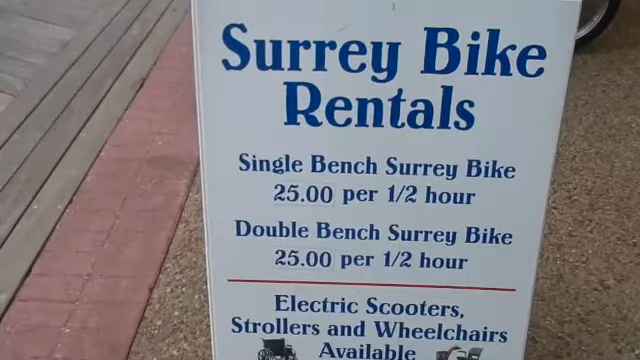 Surrey Bike
Rentals
Single Bench Surrey Bike
25.00 per 1/2 hour
Double Bench Surrey Bike
25.00 per 1/2 hour
Electric Scooters,
Strollers and Wheelchairs
Available